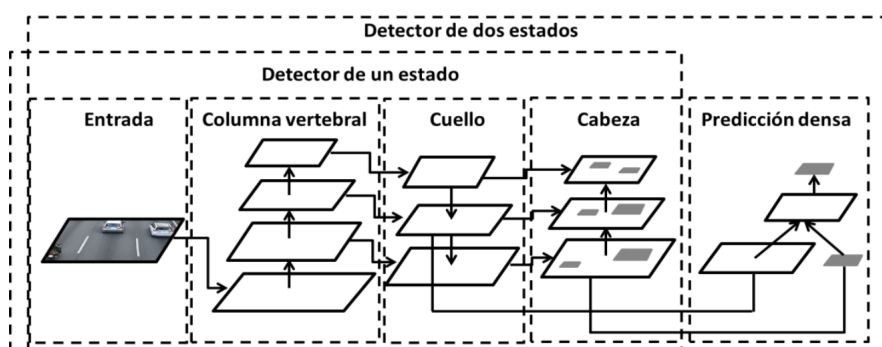 Detector de dos estados
Detector de un estado
Entrada
Columna vertebral
Cuello
Cabeza
Predicción densa